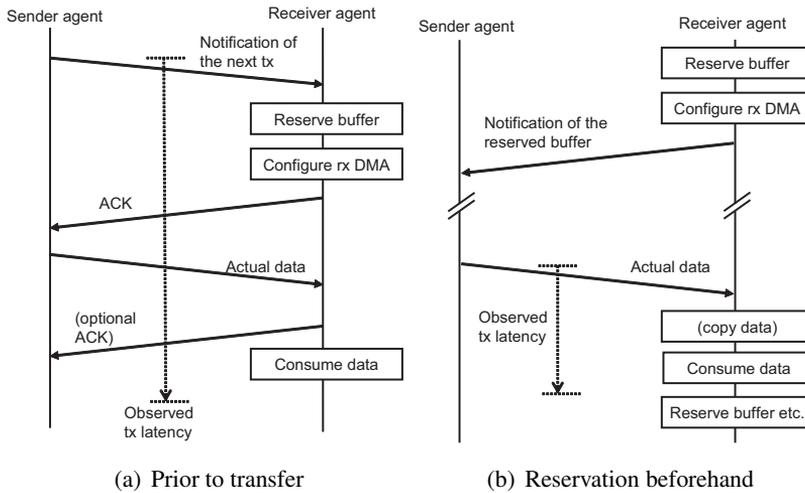 Sender agent
Receiver agent
Notification of
the next tx
Reserve buffer
Configure rx DMA
ACK
Actual data
(optional
ACK)
Consume data
Observed
tx latency
(a) Prior to transfer
Sender agent
Receiver agent
Reserve buffer
Configure rx DMA
Notification of the
reserved buffer
Actual data
Observed
tx latency
(copy data)
Consume data
Reserve buffer etc.
(b) Reservation beforehand